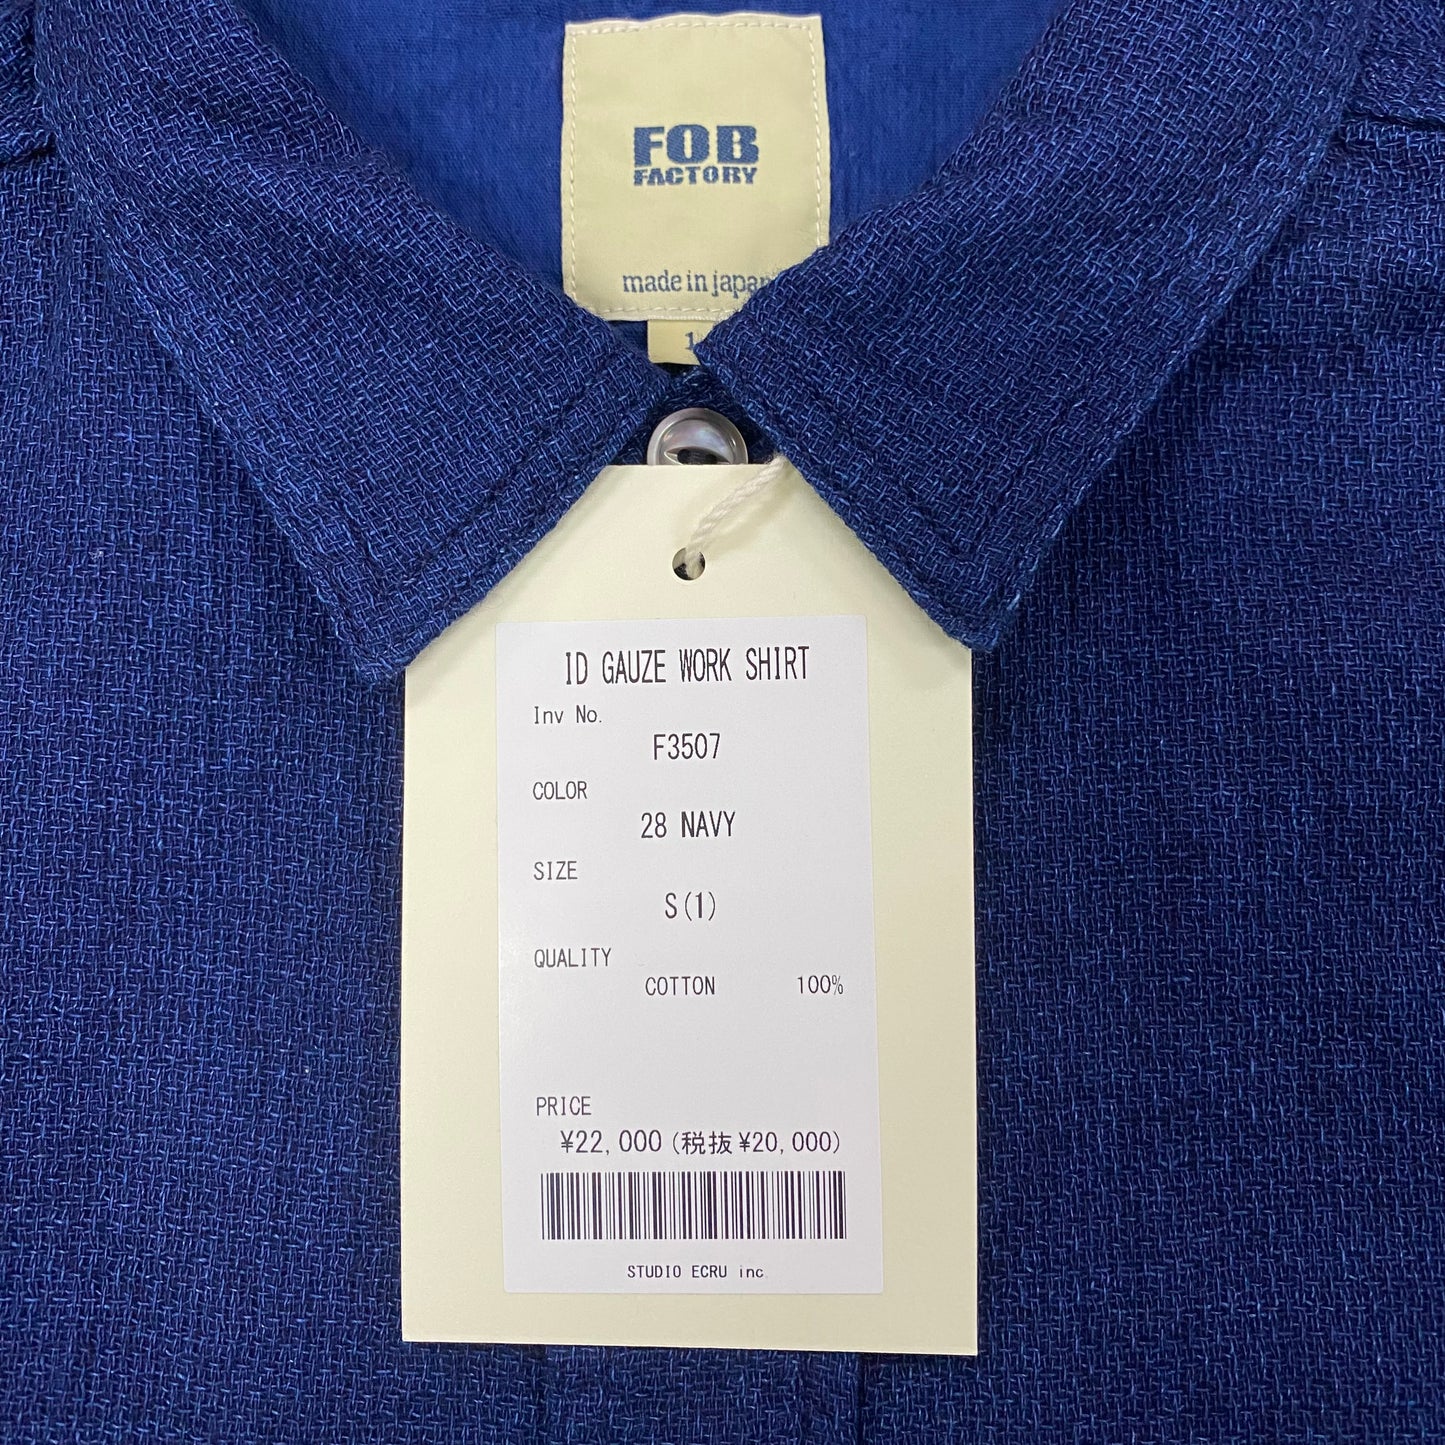 FOB
FACTORY
made in japan
1
ID GAUZE WORK SHIRT
Inv No.
F3507
COLOR
28 NAVY
SIZE
S(1)
QUALITY
COTTON 100%
PRICE
¥22,000(税抜¥20,000)
STUDIO ECRU inc.